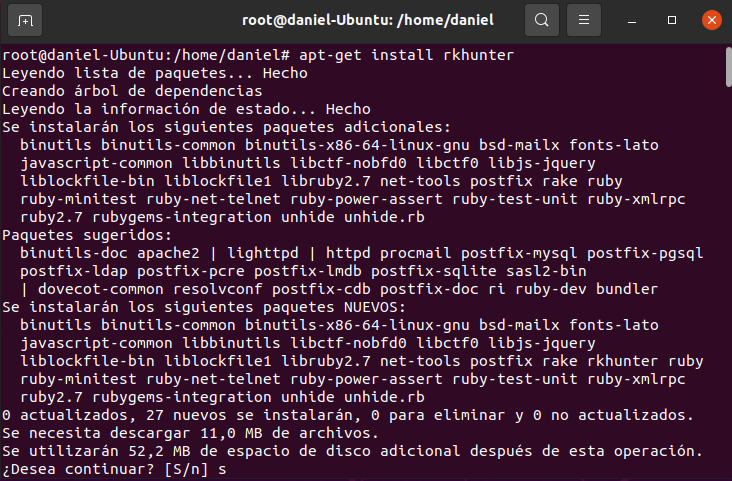 root@daniel-Ubuntu: /home/daniel
root@daniel-Ubuntu:/home/daniel# apt-get install rkhunter
Leyendo lista de paquetes... Hecho
Creando árbol de dependencias
Leyendo la información de estado... Hecho
Se instalarán los siguientes paquetes adicionales:
  binutils binutils-common binutils-x86-64-linux-gnu bsd-mailx fonts-lato
  javascript-common libbinutils libctf-nobfd0 libctf0 libjs-jquery
  liblockfile-bin liblockfile1 libruby2.7 net-tools postfix rake ruby
  ruby-minitest ruby-net-telnet ruby-power-assert ruby-test-unit ruby-xmlrpc
  ruby2.7 rubygems-integration unhide unhide.rb
Paquetes sugeridos:
  binutils-doc apache2 | lighttpd | httpd procmail postfix-mysql postfix-pgsql
  postfix-ldap postfix-pcre postfix-lmdb postfix-sqlite sasl2-bin
  | dovecot-common resolvconf postfix-cdb postfix-doc ri ruby-dev bundler
Se instalarán los siguientes paquetes NUEVOS:
  binutils binutils-common binutils-x86-64-linux-gnu bsd-mailx fonts-lato
  javascript-common libbinutils libctf-nobfd0 libctf0 libjs-jquery
  liblockfile-bin liblockfile1 libruby2.7 net-tools postfix rake rkhunter ruby
  ruby-minitest ruby-net-telnet ruby-power-assert ruby-test-unit ruby-xmlrpc
  ruby2.7 rubygems-integration unhide unhide.rb
0 actualizados, 27 nuevos se instalarán, 0 para eliminar y 0 no actualizados.
Se necesita descargar 11,0 MB de archivos.
Se utilizarán 52,2 MB de espacio de disco adicional después de esta operación.
¿Desea continuar? [S/n] s